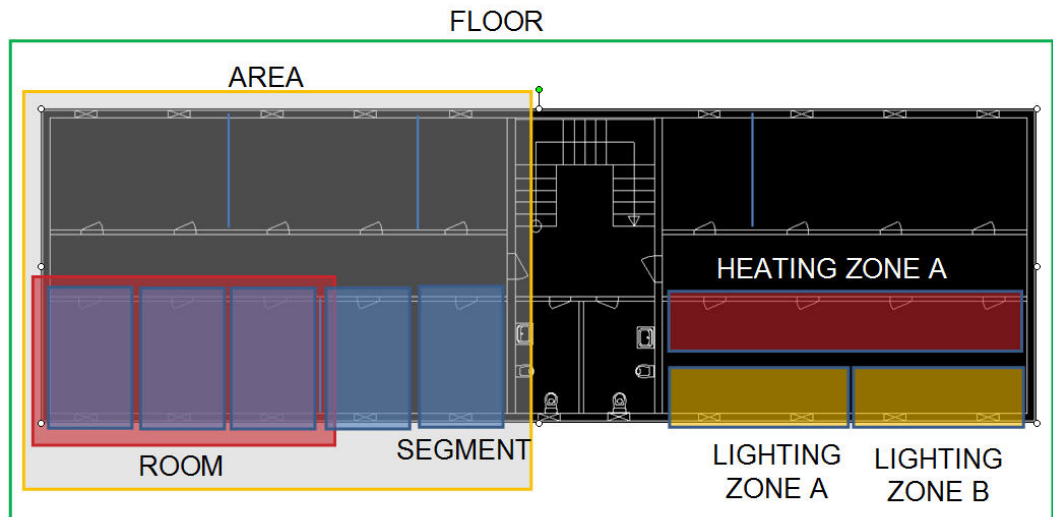 FLOOR
AREA
HEATING ZONE A
ROOM
SEGMENT
LIGHTING
ZONE A
LIGHTING
ZONE B